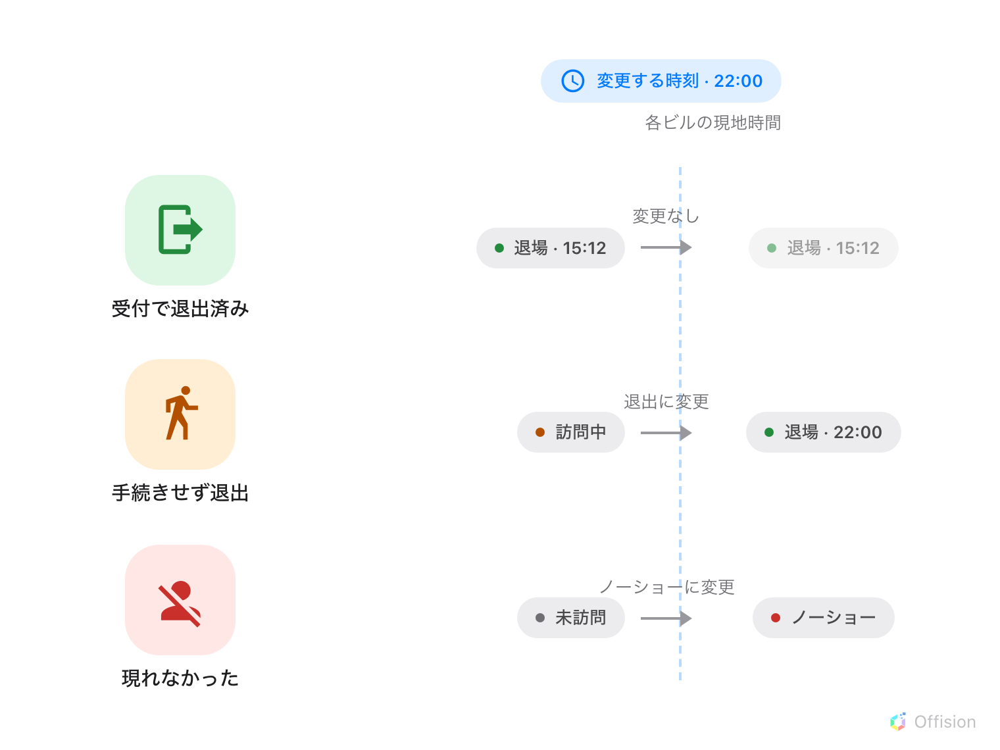 変更する時刻 · 22:00
各ビルの現地時間
変更なし
退場 · 15:12
退場 · 15:12
受付で退出済み
退出に変更
訪問中
退場 · 22:00
手続きせず退出
ノーショーに変更
未訪問
ノーショー
現れなかった
Offision